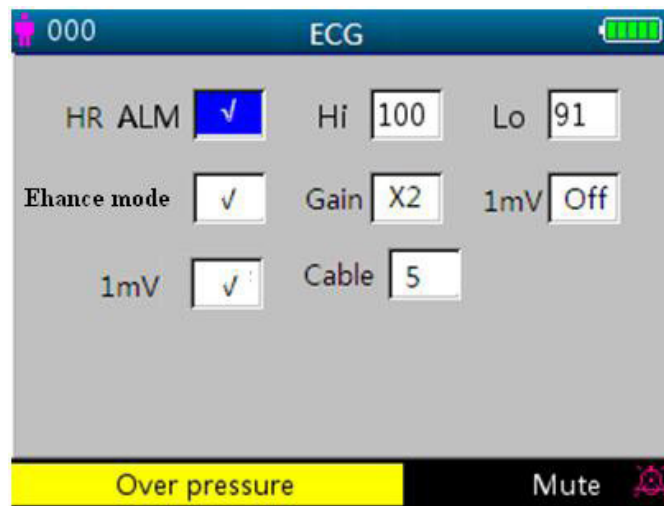 000 ECG
HR ALM √ Hi 100 Lo 91
Ehance mode √ Gain X2 1mV Off
1mV √ Cable 5
Over pressure Mute